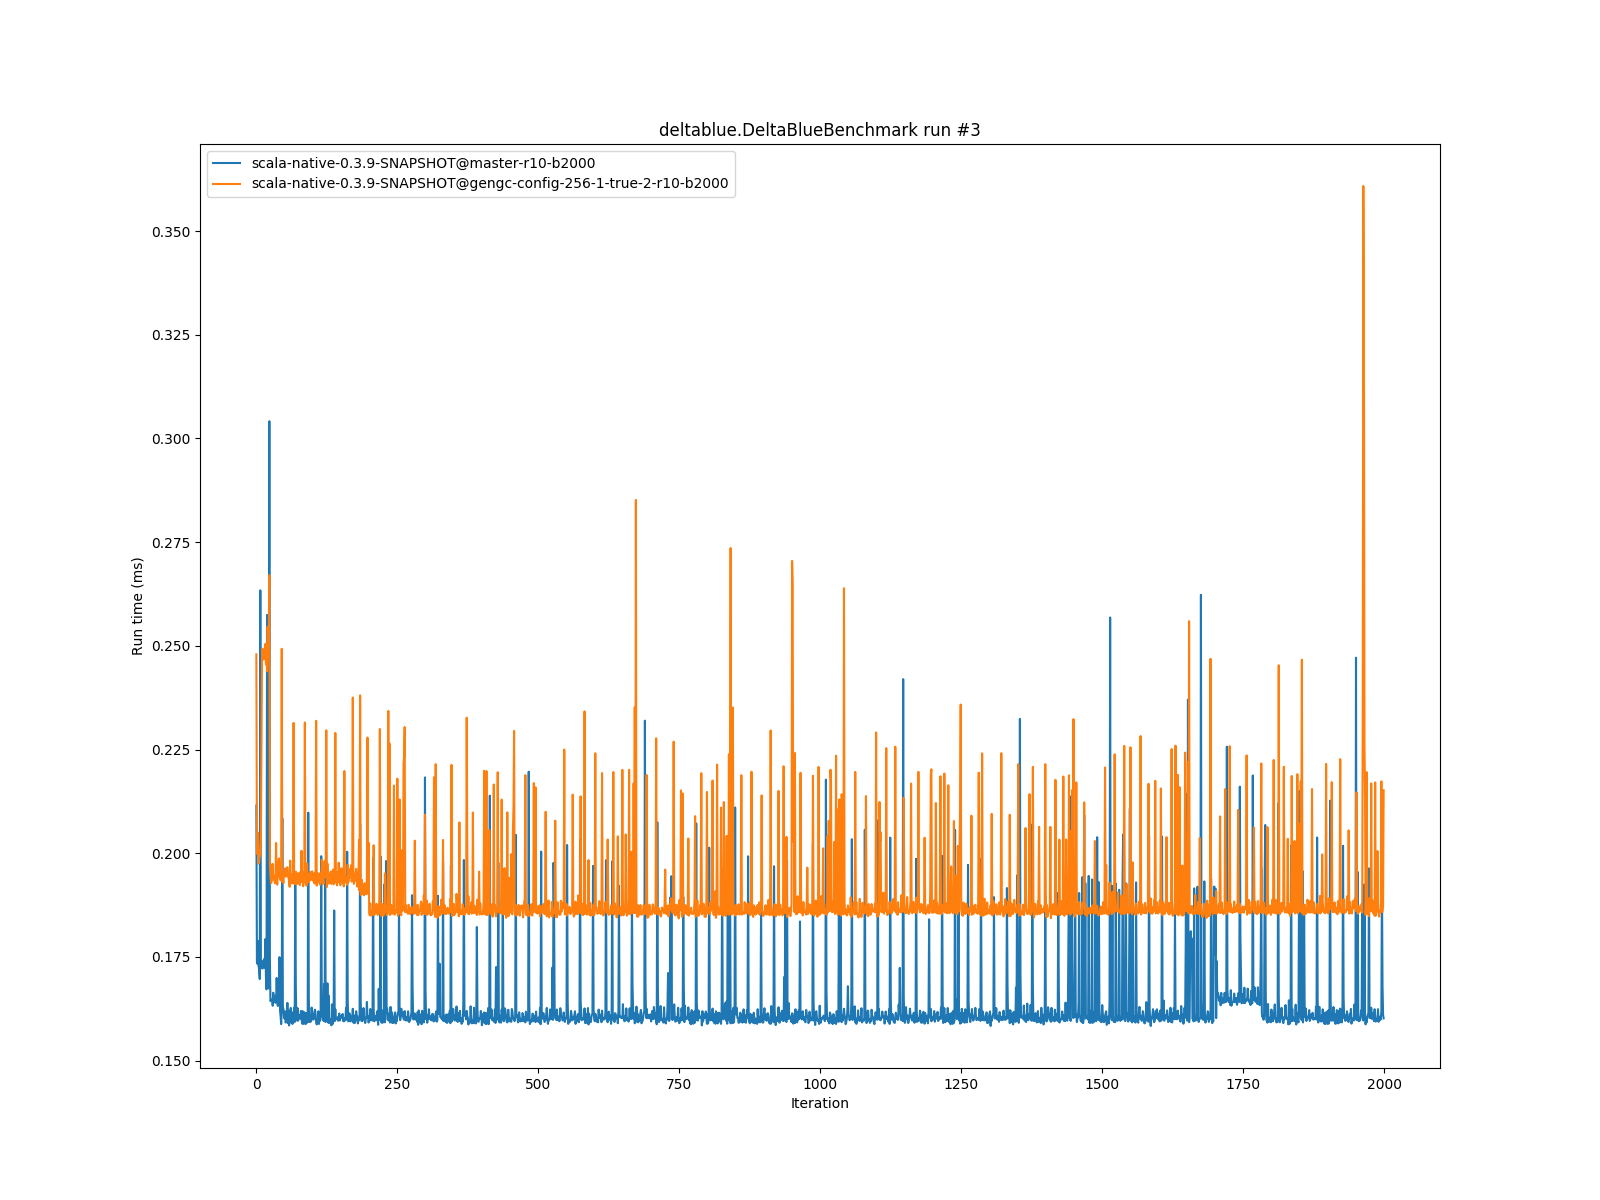 deltablue.DeltaBlueBenchmark run #3
scala-native-0.3.9-SNAPSHOT@master-r10-b2000
scala-native-0.3.9-SNAPSHOT@gengc-config-256-1-true-2-r10-b2000
Run time (ms)
0.350
0.325
0.300
0.275
0.250
0.225
0.200
0.175
0.150
0 250 500 750 1000 1250 1500 1750 2000
Iteration